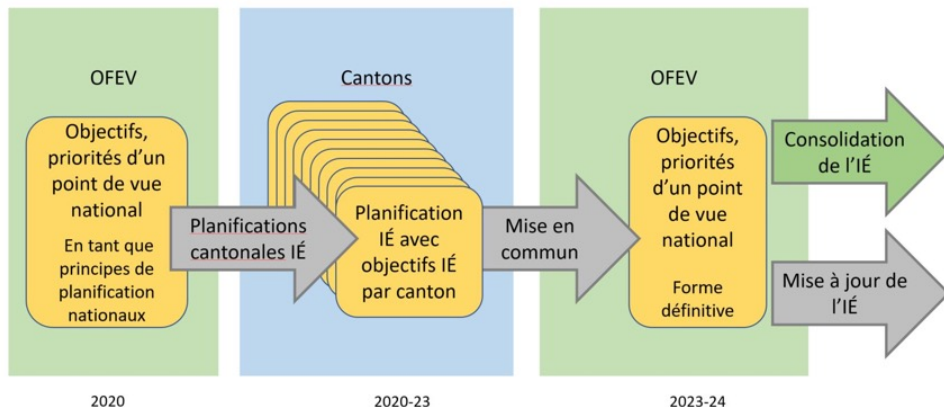 OFEV
Objectifs,
priorités d'un
point de vue
national
En tant que
principes de
planification
nationaux
Planifications
cantonales IÉ
Cantons
Planification
IÉ avec
objectifs IÉ
par canton
Mise en
commun
OFEV
Objectifs,
priorités
d'un point
de vue
national
Forme
définitive
Consolidation
de l'IÉ
Mise à jour de
l'IÉ
2020
2020-23
2023-24